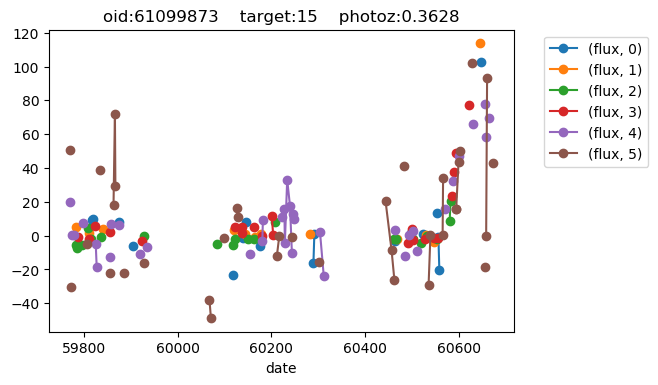 oid:61099873    target:15    photoz:0.3628
120
100
80
60
40
20
0
−20
−40
59800
60000
60200
60400
60600
date
(flux, 0)
(flux, 1)
(flux, 2)
(flux, 3)
(flux, 4)
(flux, 5)